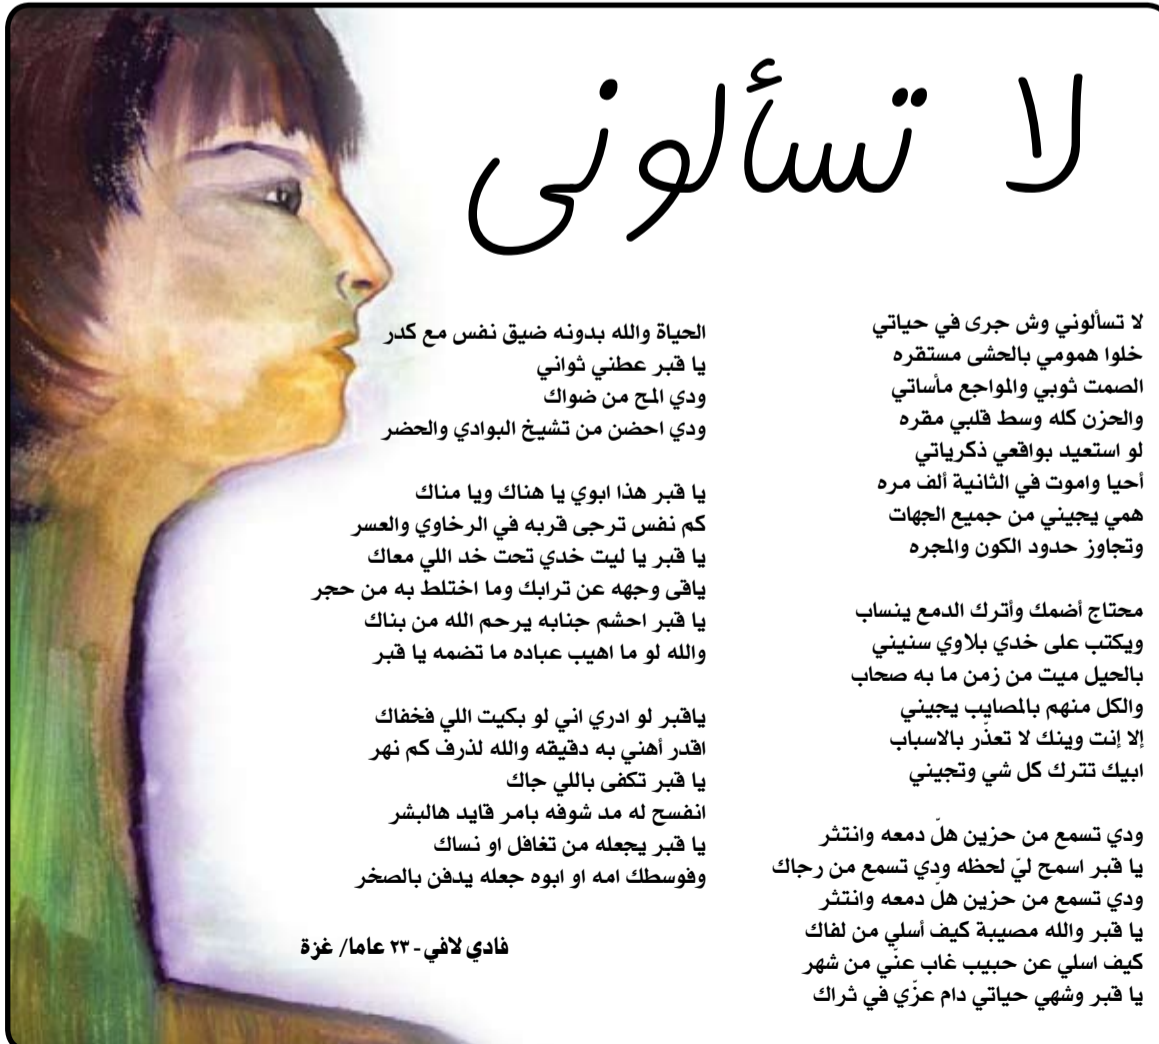 لا تسألونى
لا تسألوني وش جرى في حياتي
خلوا همومي بالحشى مستقره
الصمت ثوبي والمواجع مأساتي
والحزن كله وسط قلبي مقره
لو استعيد بواقعي ذكرياتي
أحيا واموت في الثانية ألف مره
همي يجيني من جميع الجهات
وتجاوز حدود الكون والمجره
محتاج أضمك وأترك الدمع ينساب
ويكتب على خدي بلاوي سنيني
بالحيل ميت من زمن ما به صحاب
والكل منهم بالمصايب يجيني
إلا إنت وينك لا تعذّر بالاسباب
ابيك تترك كل شي وتجيني
ودي تسمع من حزين هلّ دمعه وانتثر
يا قبر اسمح ليّ لحظه ودي تسمع من رجاك
ودي تسمع من حزين هلّ دمعه وانتثر
يا قبر والله مصيبة كيف أسلي من لفاك
كيف اسلي عن حبيب غاب عنّي من شهر
يا قبر وشهي حياتي دام عزّي في ثراك
الحياة والله بدونه ضيق نفس مع كدر
يا قبر عطني ثواني
ودي المح من ضواك
ودي احضن من تشيخ البوادي والحضر
يا قبر هذا ابوي يا هناك ويا مناك
كم نفس ترجى قربه في الرخاوي والعسر
يا قبر يا ليت خدي تحت خد اللي معاك
ياقى وجهه عن ترابك وما اختلط به من حجر
يا قبر احشم جنابه يرحم الله من بناك
والله لو ما اهيب عباده ما تضمه يا قبر
ياقبر لو ادري اني لو بكيت اللي فخفاك
اقدر أهني به دقيقه والله لذرف كم نهر
يا قبر تكفى باللي جاك
انفسح له مد شوفه بامر قايد هالبشر
يا قبر يجعله من تغافل او نساك
وفوسطك امه او ابوه جعله يدفن بالصخر
فادي لافي - ٢٣ عاما/ غزة